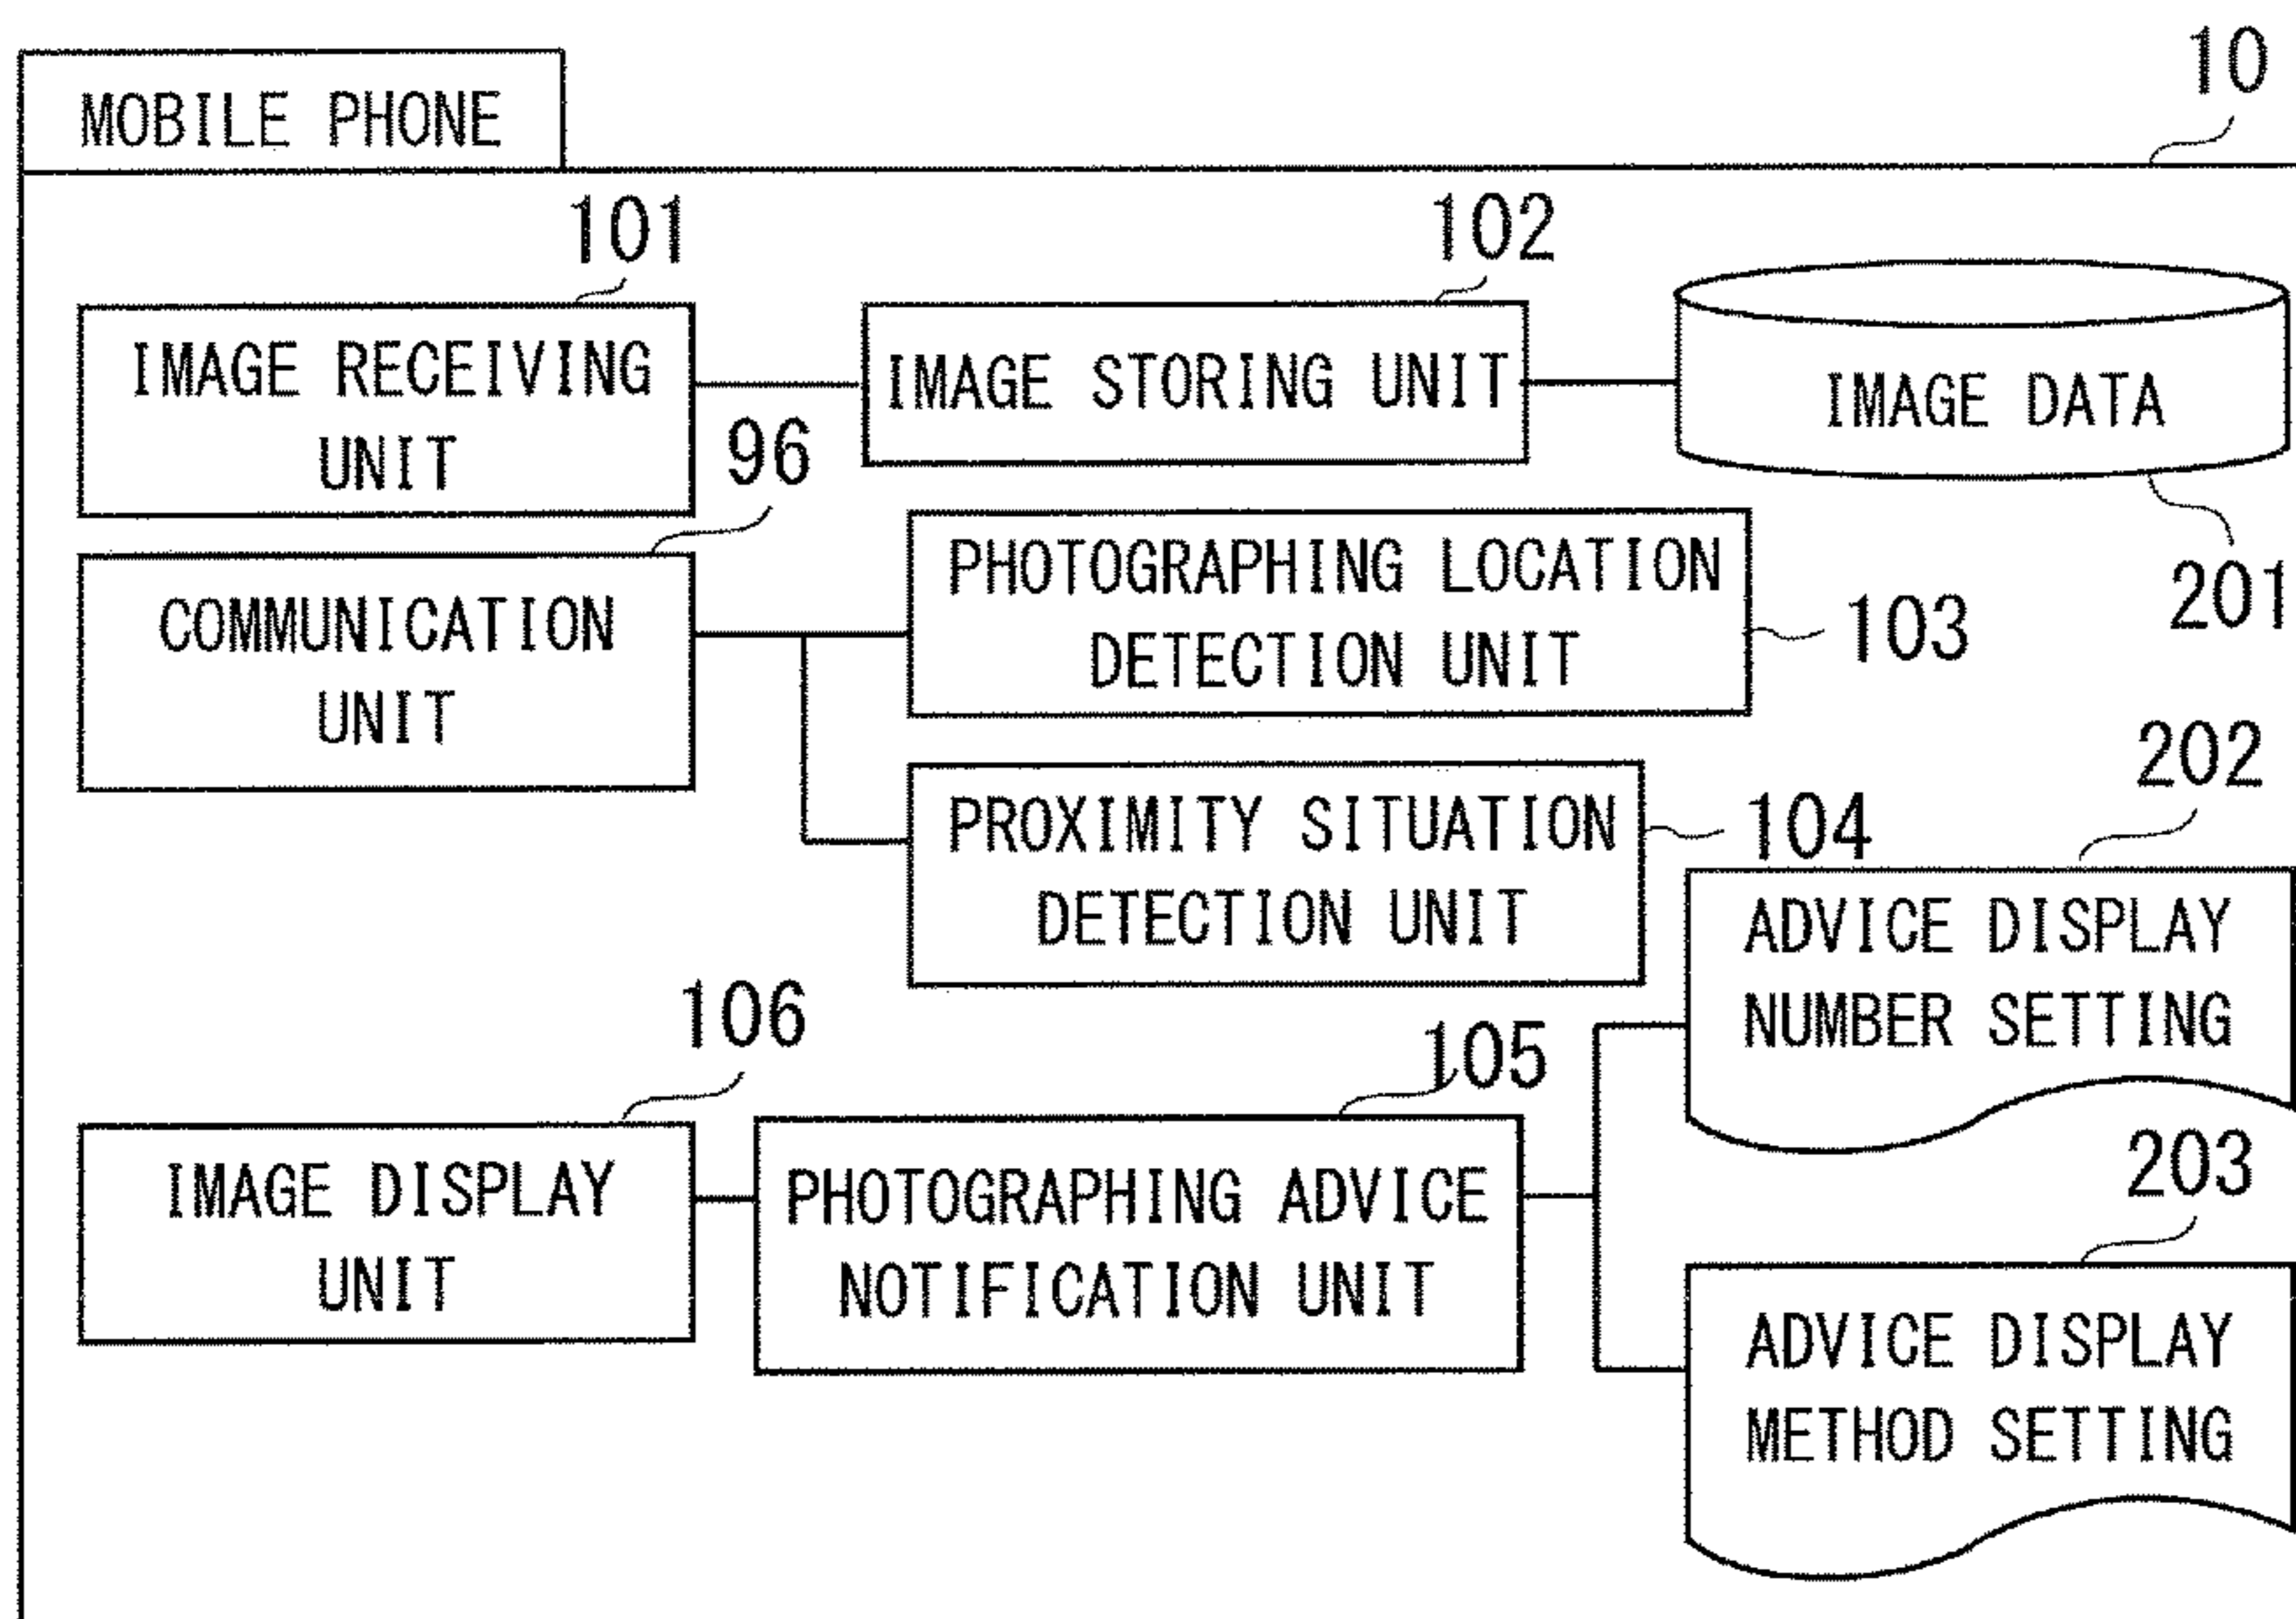 10
MOBILE PHONE
101
102
IMAGE RECEIVING
UNIT
IMAGE STORING UNIT
IMAGE DATA
201
96
COMMUNICATION
UNIT
PHOTOGRAPHING LOCATION
DETECTION UNIT
103
PROXIMITY SITUATION
DETECTION UNIT
104
202
ADVICE DISPLAY
NUMBER SETTING
106
IMAGE DISPLAY
UNIT
105
PHOTOGRAPHING ADVICE
NOTIFICATION UNIT
203
ADVICE DISPLAY
METHOD SETTING